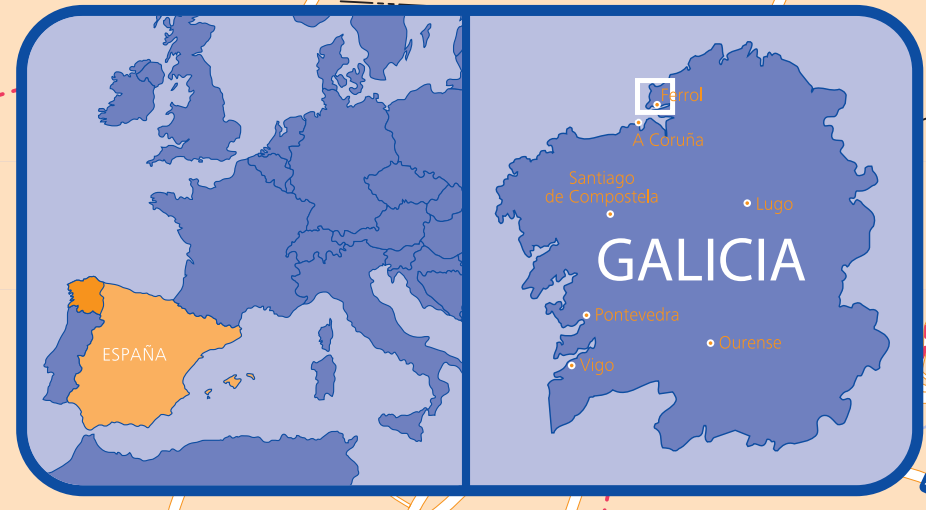 ESPAÑA
Ferrol
A Coruña
Santiago
de Compostela
Lugo
GALICIA
Pontevedra
Ourense
Vigo